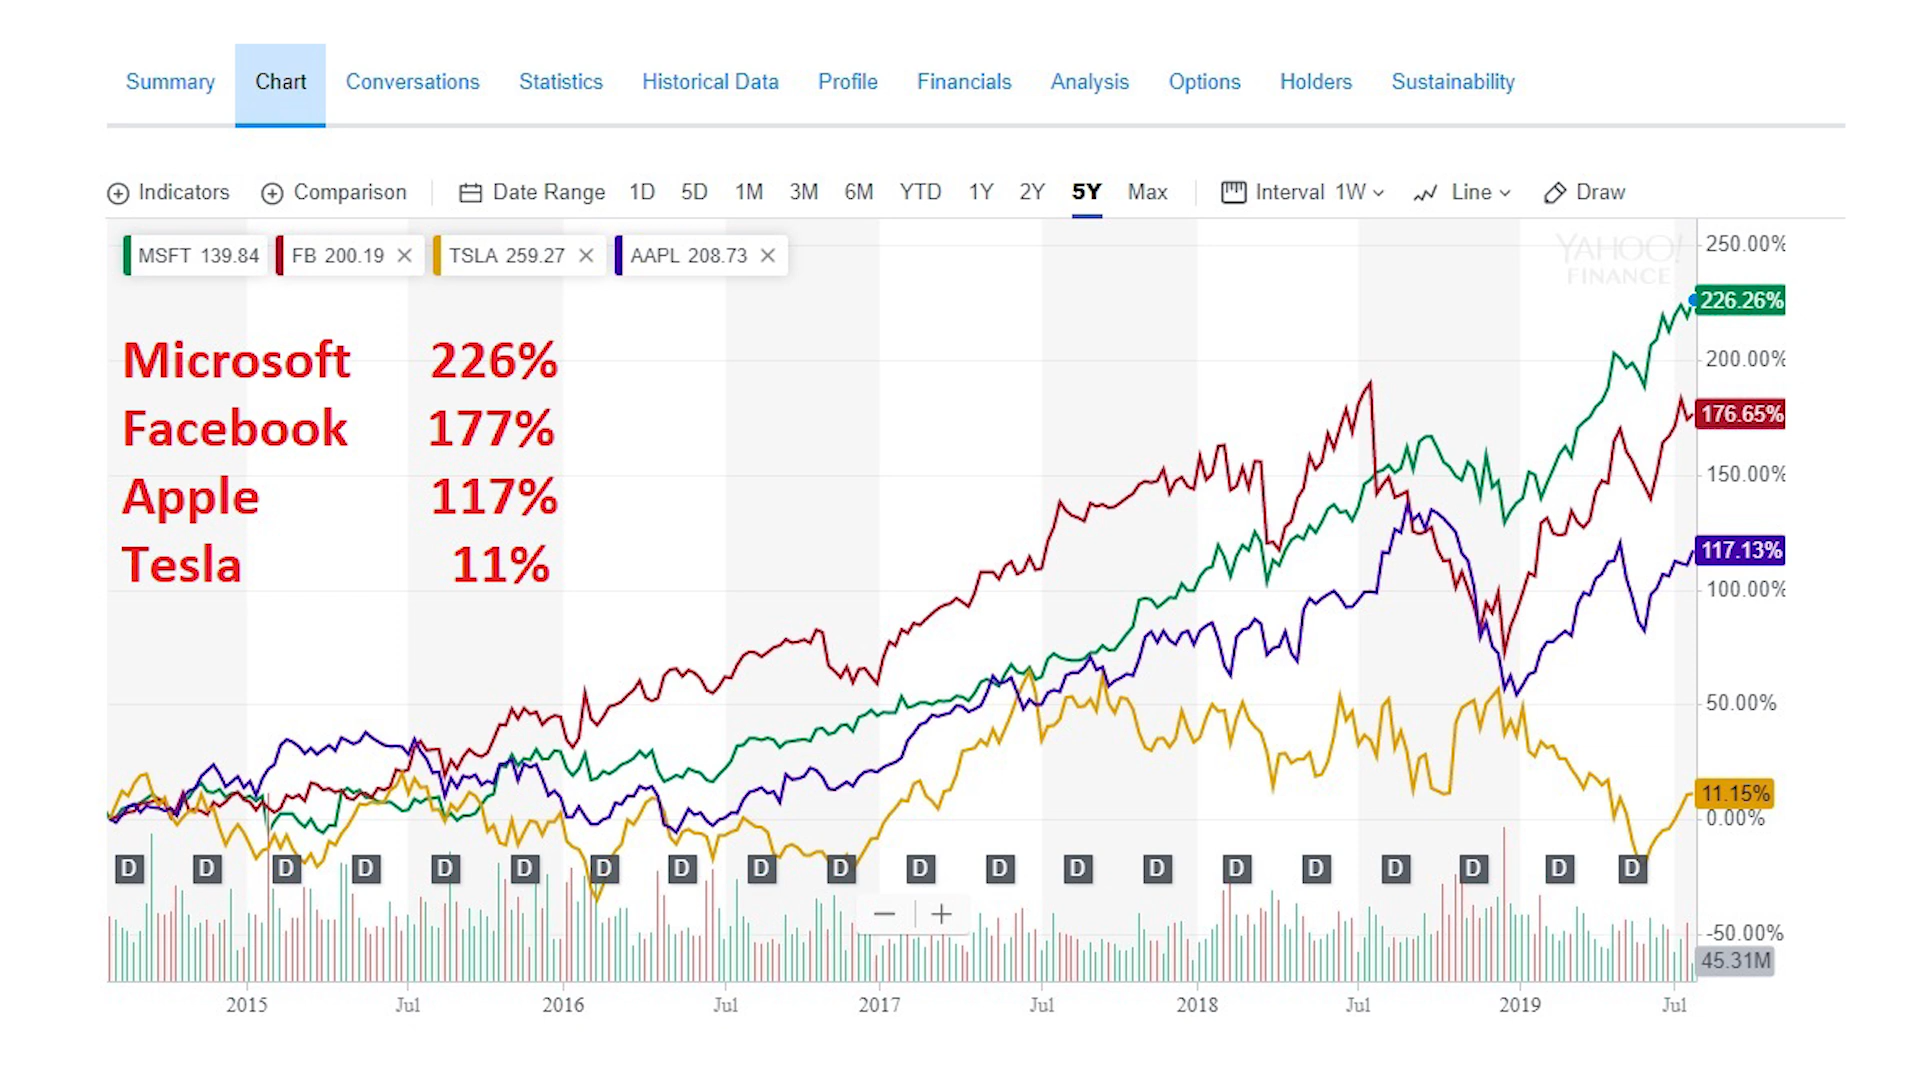 Summary Chart Conversations Statistics Historical Data Profile Financials Analysis Options Holders Sustainability
Indicators Comparison Date Range 1D 5D 1M 3M 6M YTD 1Y 2Y 5Y Max Interval 1W Line Draw
MSFT 139.84 FB 200.19 TSLA 259.27 AAPL 208.73
YAHOO!
FINANCE
250.00%
226.26%
200.00%
176.65%
150.00%
117.13%
100.00%
50.00%
11.15%
0.00%
-50.00%
45.31M
Microsoft 226%
Facebook 177%
Apple 117%
Tesla 11%
D D D D D D D D D D D D D D D D D D D D
2015 Jul 2016 Jul 2017 Jul 2018 Jul 2019 Jul